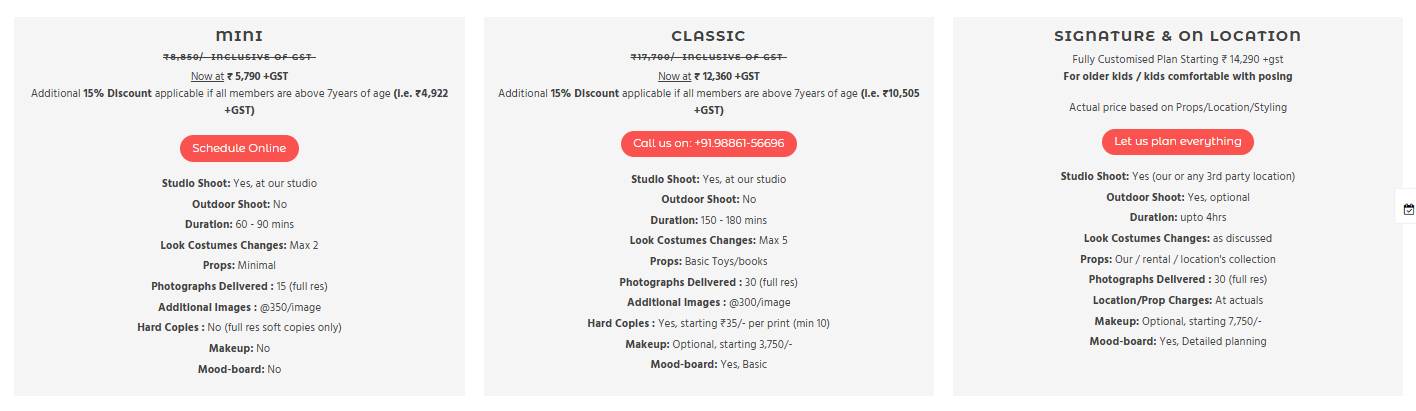 MINI
₹8,850/- INCLUSIVE OF GST
Now at ₹ 5,790 +GST
Additional 15% Discount applicable if all members are above 7years of age (i.e. ₹4,922
+GST)
Schedule Online
Studio Shoot: Yes, at our studio
Outdoor Shoot: No
Duration: 60 - 90 mins
Look Costumes Changes: Max 2
Props: Minimal
Photographs Delivered : 15 (full res)
Additional Images : @350/image
Hard Copies : No (full res soft copies only)
Makeup: No
Mood-board: No
CLASSIC
₹17,700/- INCLUSIVE OF GST
Now at ₹ 12,360 +GST
Additional 15% Discount applicable if all members are above 7years of age (i.e. ₹10,505
+GST)
Call us on: +91.98861-56696
Studio Shoot: Yes, at our studio
Outdoor Shoot: No
Duration: 150 - 180 mins
Look Costumes Changes: Max 5
Props: Basic Toys/books
Photographs Delivered : 30 (full res)
Additional Images : @300/image
Hard Copies : Yes, starting ₹35/- per print (min 10)
Makeup: Optional, starting 3,750/-
Mood-board: Yes, Basic
SIGNATURE & ON LOCATION
Fully Customised Plan Starting ₹ 14,290 +gst
For older kids / kids comfortable with posing
Actual price based on Props/Location/Styling
Let us plan everything
Studio Shoot: Yes (our or any 3rd party location)
Outdoor Shoot: Yes, optional
Duration: upto 4hrs
Look Costumes Changes: as discussed
Props: Our / rental / location's collection
Photographs Delivered : 30 (full res)
Location/Prop Charges: At actuals
Makeup: Optional, starting 7,750/-
Mood-board: Yes, Detailed planning